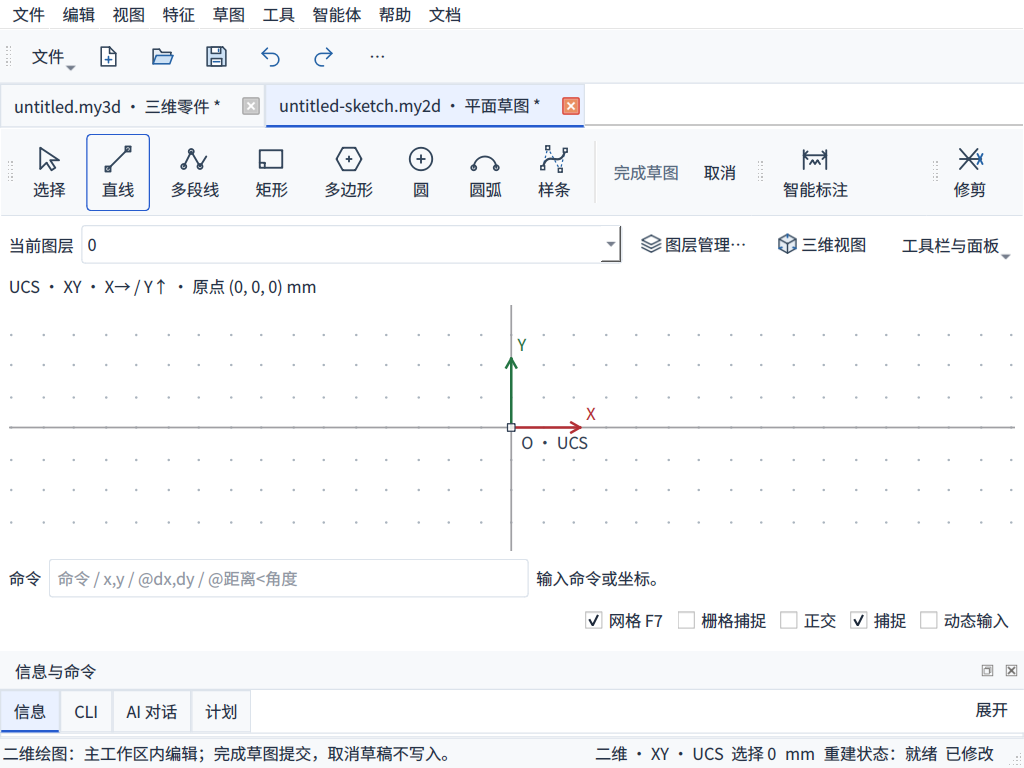 文件 编辑 视图 特征 草图 工具 智能体 帮助 文档
文件 ···
untitled.my3d · 三维零件 * untitled-sketch.my2d · 平面草图 *
选择 直线 多段线 矩形 多边形 圆 圆弧 样条 完成草图 取消 智能标注 修剪
当前图层 0 图层管理··· 三维视图 工具栏与面板
UCS · XY · X→ / Y↑ · 原点 (0, 0, 0) mm
Y
X
O · UCS
命令 命令 / x,y / @dx,dy / @距离<角度 输入命令或坐标。
网格 F7 栅格捕捉 正交 捕捉 动态输入
信息与命令
信息 CLI AI 对话 计划 展开
二维绘图：主工作区内编辑；完成草图提交，取消草稿不写入。 二维 · XY · UCS 选择 0 mm 重建状态：就绪 已修改